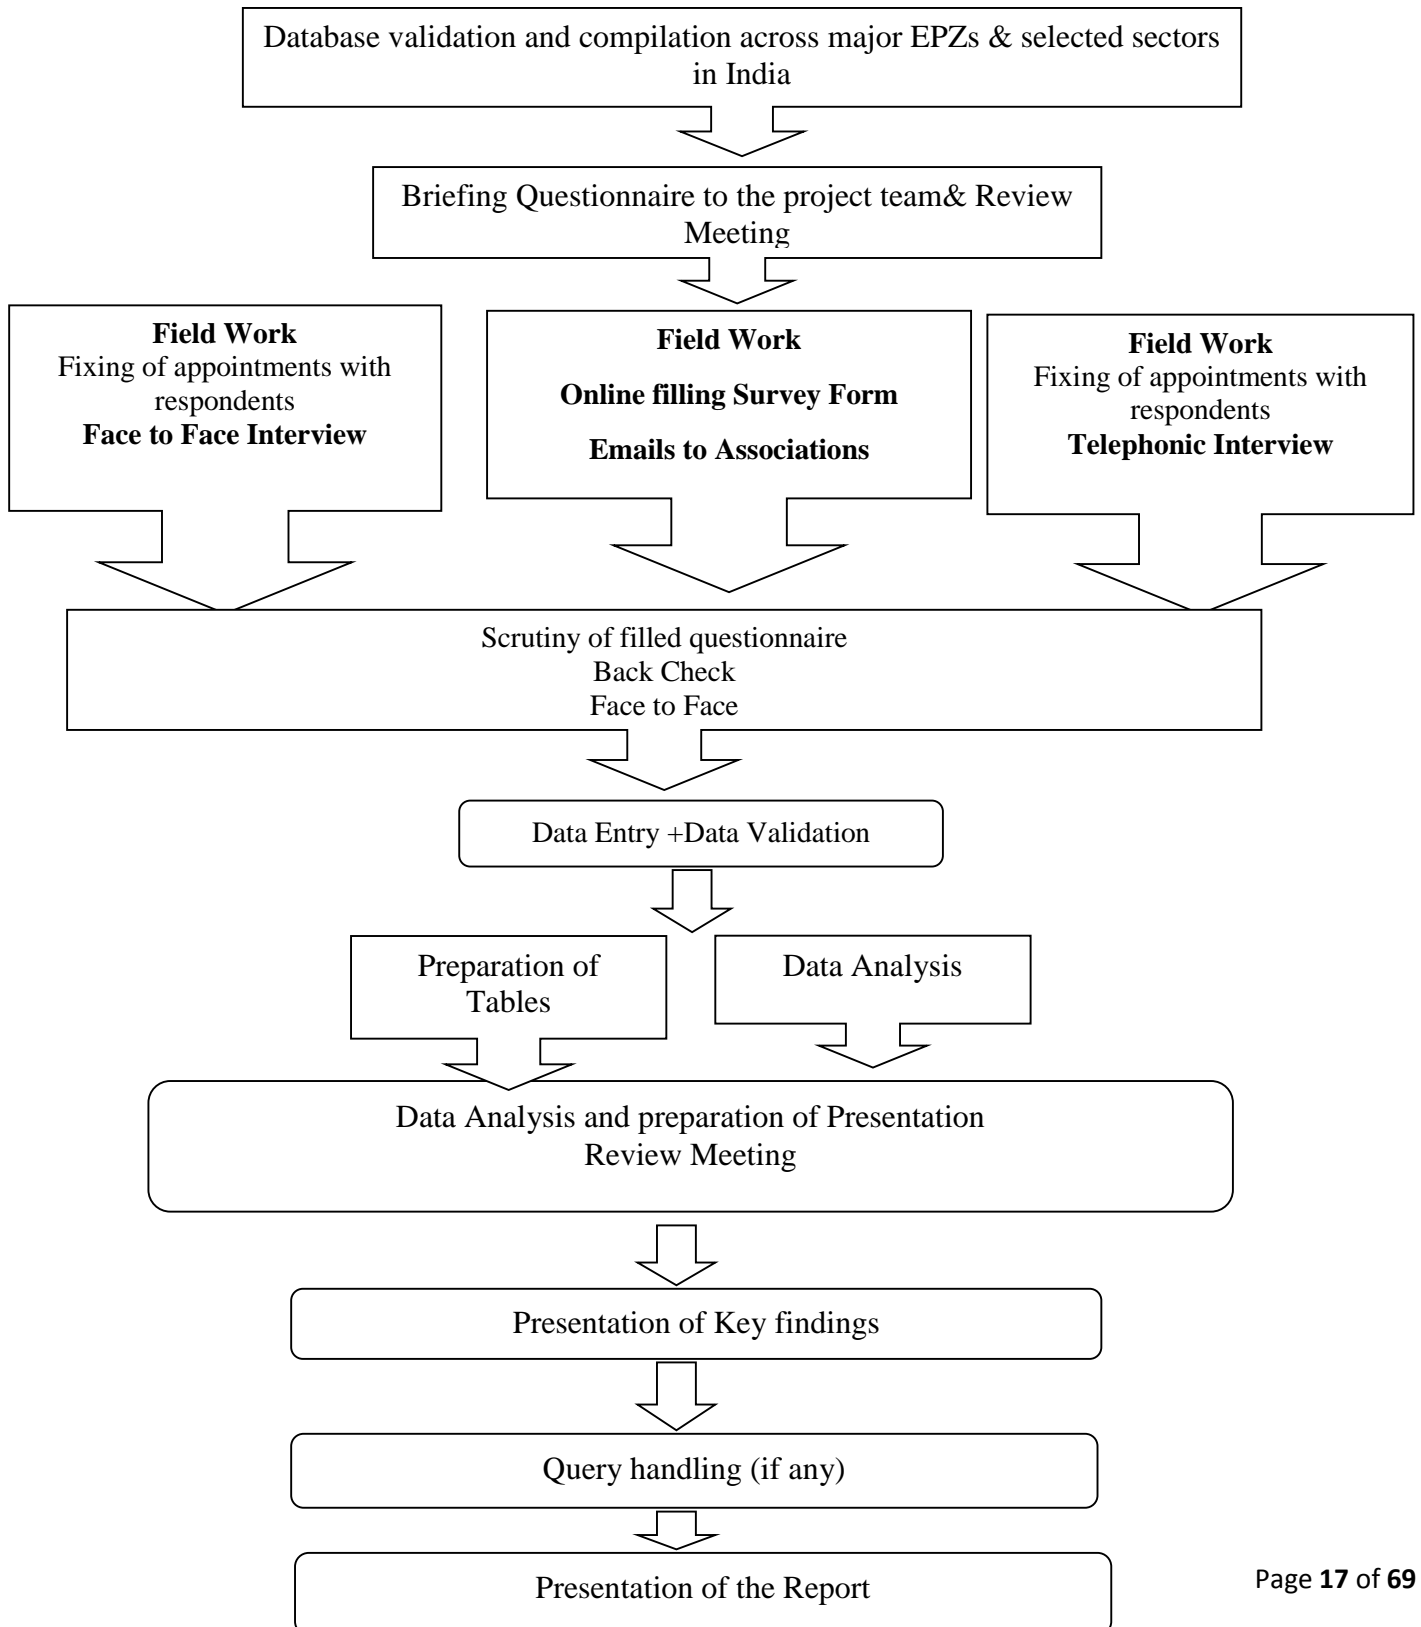 Database validation and compilation across major EPZs & selected sectors
in India
Briefing Questionnaire to the project team& Review
Meeting
Field Work
Fixing of appointments with
respondents
Face to Face Interview
Field Work
Online filling Survey Form
Emails to Associations
Field Work
Fixing of appointments with
respondents
Telephonic Interview
Scrutiny of filled questionnaire
Back Check
Face to Face
Data Entry +Data Validation
Preparation of
Tables
Data Analysis
Data Analysis and preparation of Presentation
Review Meeting
Presentation of Key findings
Query handling (if any)
Presentation of the Report
Page 17 of 69